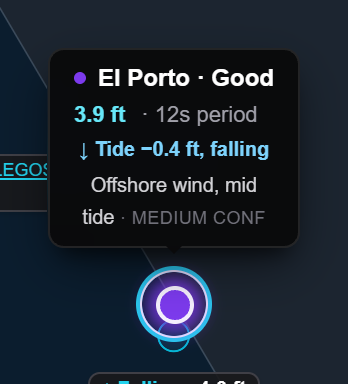 El Porto · Good
3.9 ft · 12s period
↓ Tide −0.4 ft, falling
LEGOS
Offshore wind, mid
tide · MEDIUM CONF